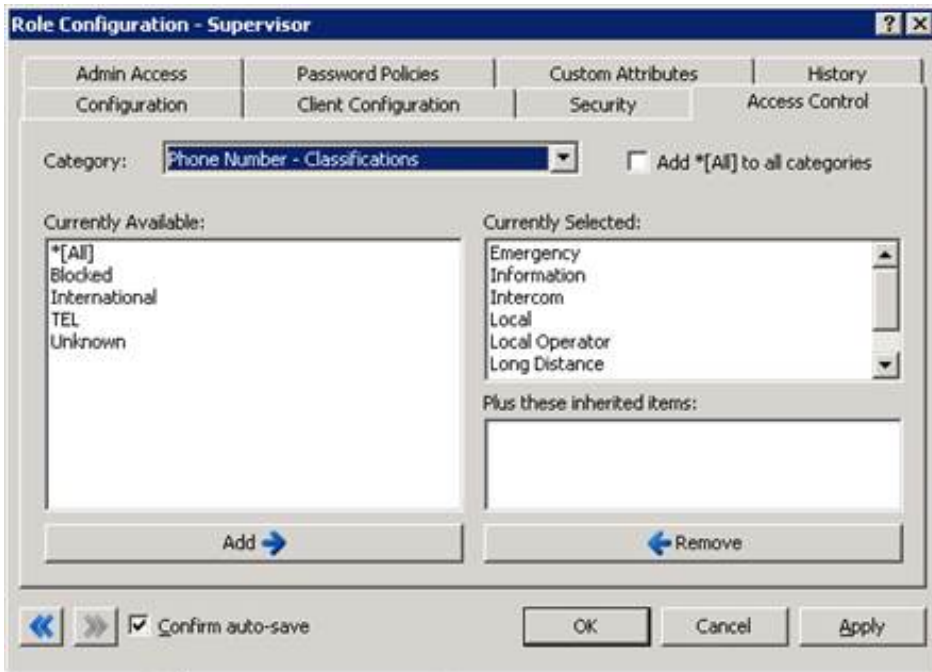 Role Configuration - Supervisor
Admin Access Password Policies Custom Attributes History
Configuration Client Configuration Security Access Control
Category: Phone Number - Classifications Add *[All] to all categories
Currently Available:
*[All]
Blocked
International
TEL
Unknown
Add
Currently Selected:
Emergency
Information
Intercom
Local
Local Operator
Long Distance
Plus these inherited items:
Remove
Confirm auto-save OK Cancel Apply